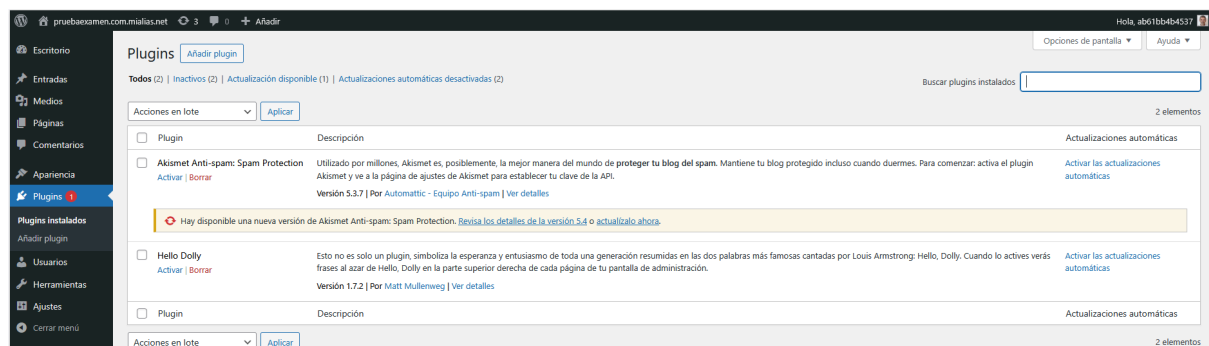 pruebaexamen.com.mialias.net 3 0 + Añadir Hola, ab61bb4b4537
Opciones de pantalla ▼ Ayuda ▼
Escritorio
Entradas
Medios
Páginas
Comentarios
Apariencia
Plugins 1
Plugins instalados
Añadir plugin
Usuarios
Herramientas
Ajustes
Cerrar menú
Plugins Añadir plugin
Todos (2) | Inactivos (2) | Actualización disponible (1) | Actualizaciones automáticas desactivadas (2)
Buscar plugins instalados
Acciones en lote Aplicar 2 elementos
Plugin Descripción Actualizaciones automáticas
Akismet Anti-spam: Spam Protection
Activar | Borrar
Utilizado por millones, Akismet es, posiblemente, la mejor manera del mundo de proteger tu blog del spam. Mantiene tu blog protegido incluso cuando duermes. Para comenzar: activa el plugin
Akismet y ve a la página de ajustes de Akismet para establecer tu clave de la API.
Versión 5.3.7 | Por Automattic - Equipo Anti-spam | Ver detalles
Activar las actualizaciones
automáticas
Hay disponible una nueva versión de Akismet Anti-spam: Spam Protection. Revisa los detalles de la versión 5.4 o actualízalo ahora.
Hello Dolly
Activar | Borrar
Esto no es solo un plugin, simboliza la esperanza y entusiasmo de toda una generación resumidas en las dos palabras más famosas cantadas por Louis Armstrong: Hello, Dolly. Cuando lo actives verás
frases al azar de Hello, Dolly en la parte superior derecha de cada página de tu pantalla de administración.
Versión 1.7.2 | Por Matt Mullenweg | Ver detalles
Activar las actualizaciones
automáticas
Plugin Descripción Actualizaciones automáticas
Acciones en lote Aplicar 2 elementos